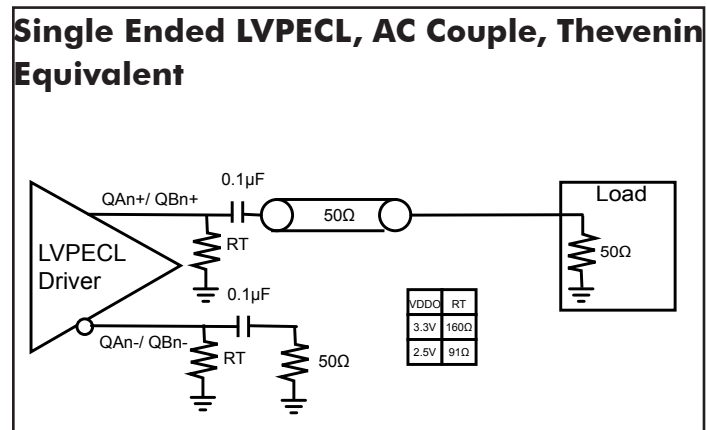 Single Ended LVPECL, AC Couple, Thevenin
Equivalent
0.1µF
QAn+/ QBn+
50Ω
Load
LVPECL
Driver
RT
50Ω
0.1µF
VDDO RT
3.3V 160Ω
2.5V 91Ω
QAn-/ QBn-
RT
50Ω